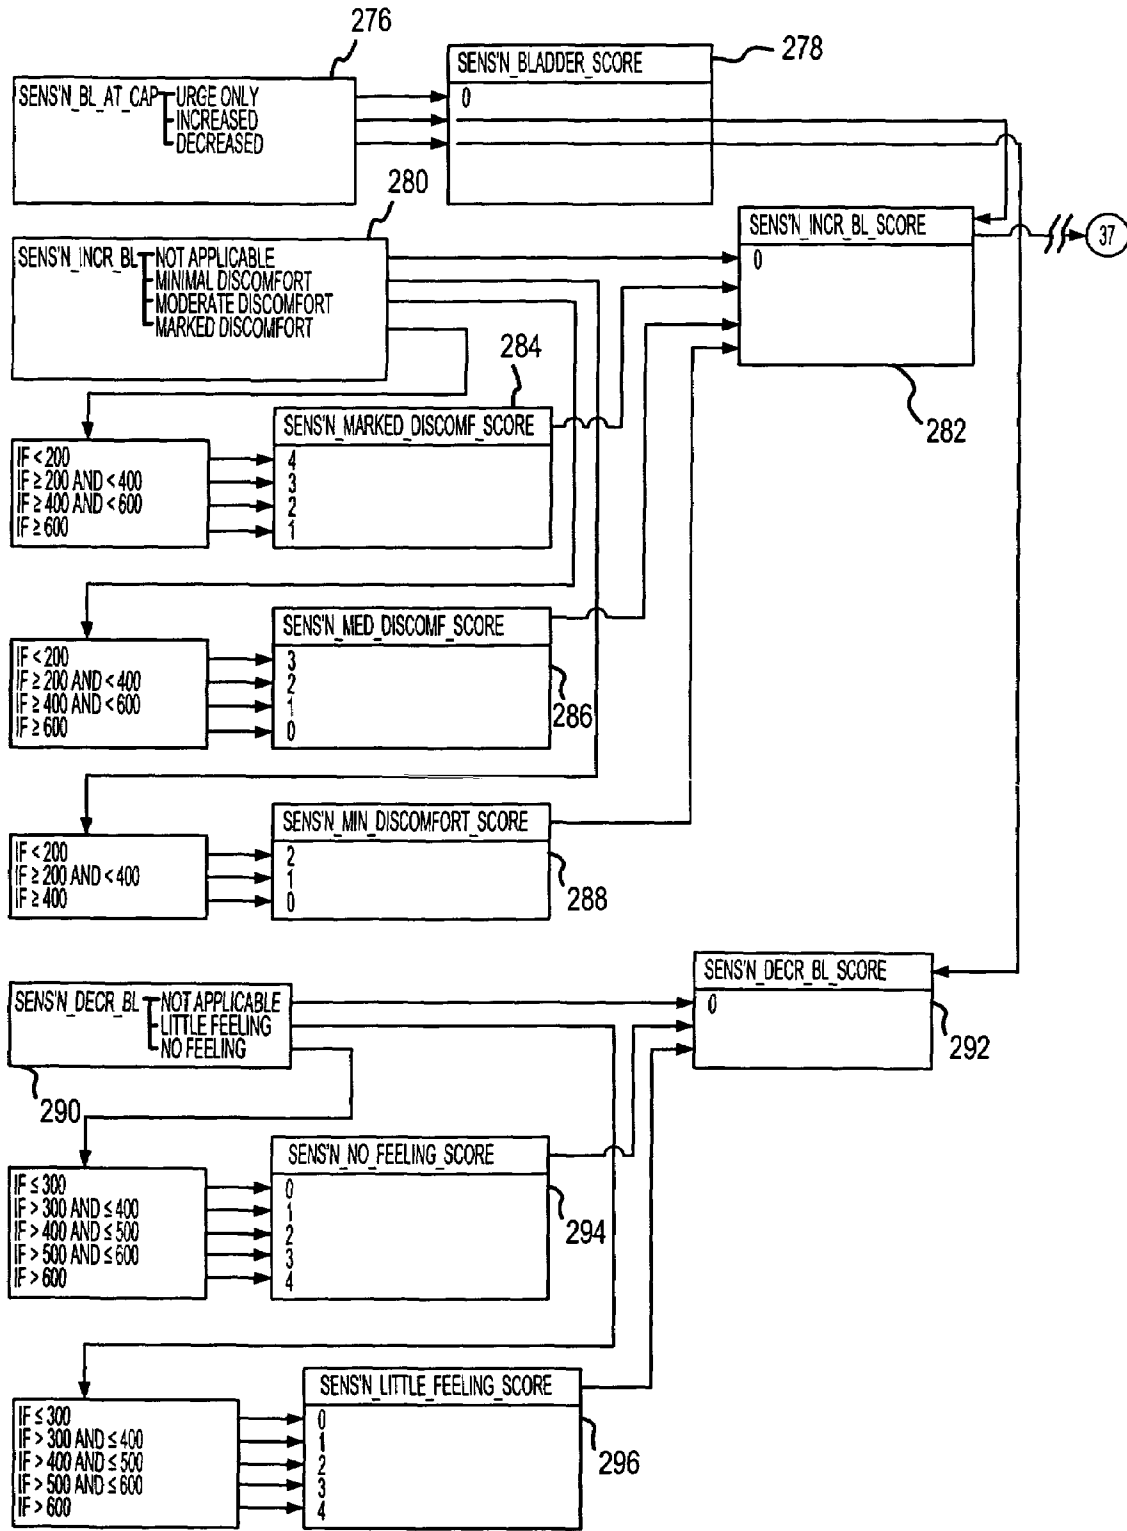 276
278
SENS'N_BLADDER_SCORE
0
SENS'N_BL_AT_CAP URGE ONLY
INCREASED
DECREASED
280
SENS'N_INCR_BL_SCORE
0
37
282
SENS'N_INCR_BL NOT APPLICABLE
MINIMAL DISCOMFORT
MODERATE DISCOMFORT
MARKED DISCOMFORT
284
SENS'N_MARKED_DISCOMF_SCORE
4
3
2
1
IF < 200
IF ≥ 200 AND < 400
IF ≥ 400 AND < 600
IF ≥ 600
SENS'N_MED_DISCOMF_SCORE
3
2
1
0
286
IF < 200
IF ≥ 200 AND < 400
IF ≥ 400 AND < 600
IF ≥ 600
SENS'N_MIN_DISCOMFORT_SCORE
2
1
0
288
IF < 200
IF ≥ 200 AND < 400
IF ≥ 400
SENS'N_DECR_BL_SCORE
0
292
SENS'N_DECR_BL NOT APPLICABLE
LITTLE FEELING
NO FEELING
290
SENS'N_NO_FEELING_SCORE
0
1
2
3
4
294
IF ≤ 300
IF > 300 AND ≤ 400
IF > 400 AND ≤ 500
IF > 500 AND ≤ 600
IF > 600
SENS'N_LITTLE_FEELING_SCORE
0
1
2
3
4
296
IF ≤ 300
IF > 300 AND ≤ 400
IF > 400 AND ≤ 500
IF > 500 AND ≤ 600
IF > 600